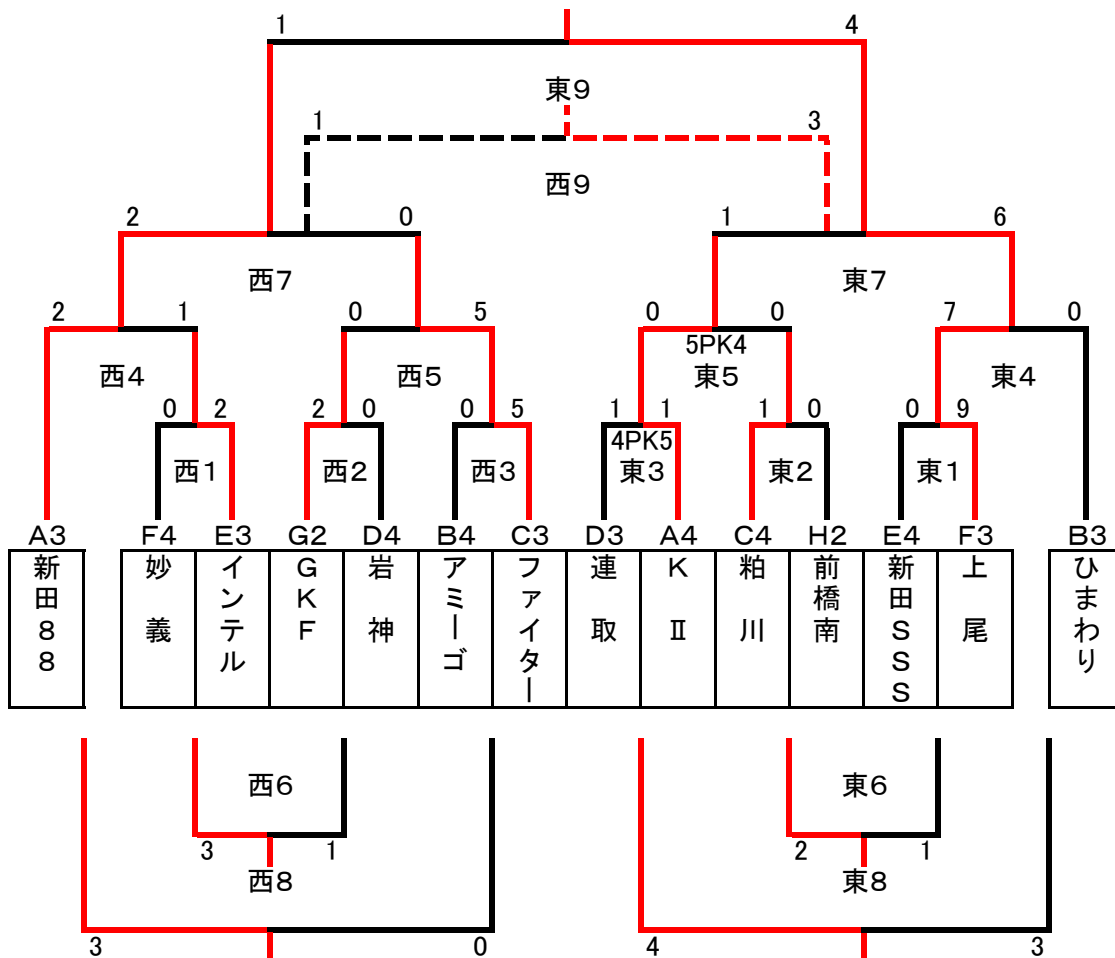 1 4
東9
1 3
西9
2 0 1 6
西7 東7
2 1 0 5 0 0 7 0
5PK4
西4 西5 東5 東4
0 2 2 0 0 5 1 1 1 0 0 9
4PK5
西1 西2 西3 東3 東2 東1
A3 F4 E3 G2 D4 B4 C3 D3 A4 C4 H2 E4 F3 B3
新田88
妙義
インテル
GKF
岩神
アミーゴ
ファイター
連取
KⅡ
粕川
前橋南
新田SSS
上尾
ひまわり
西6 東6
3 1 2 1
西8 東8
3 0 4 3